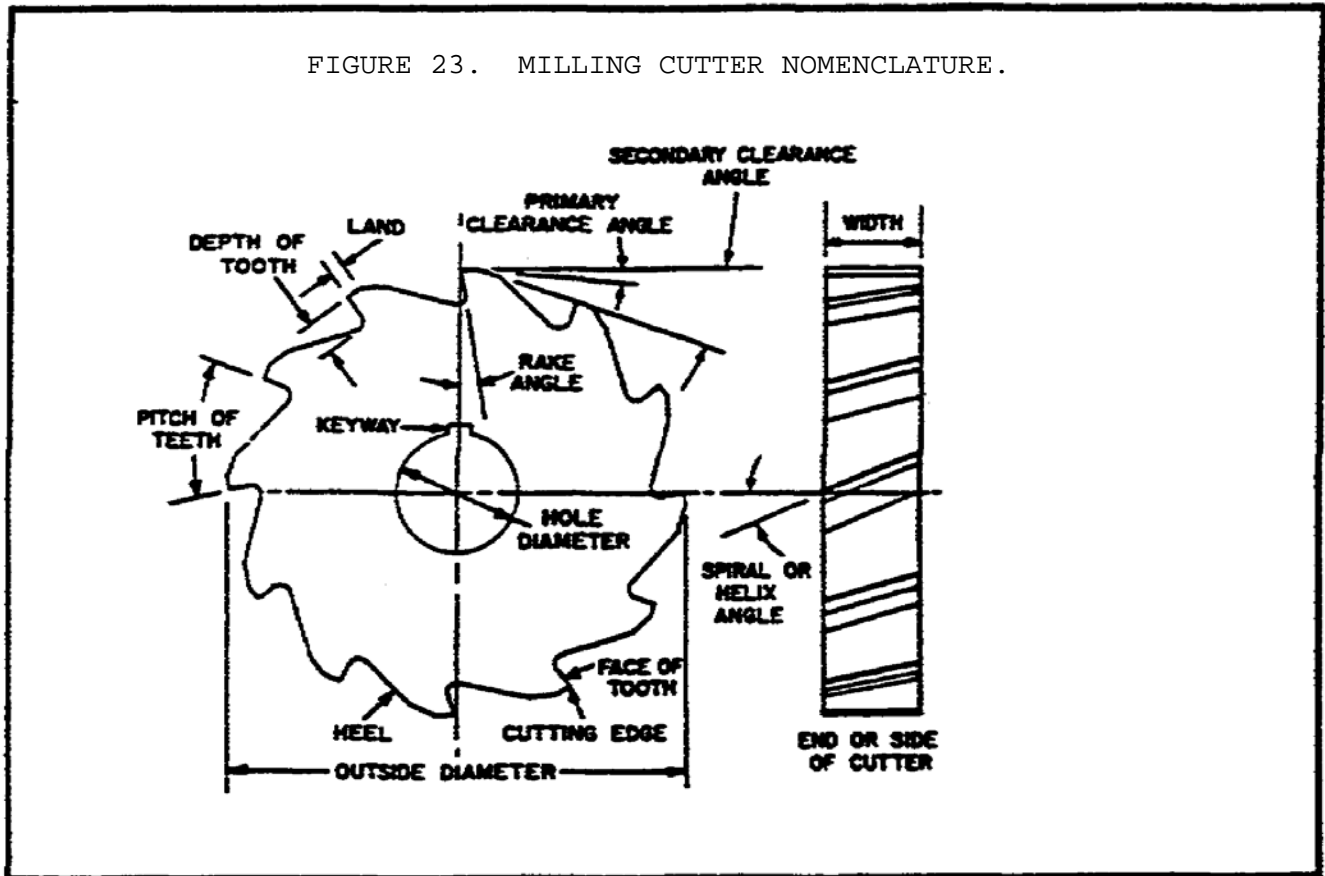 FIGURE 23. MILLING CUTTER NOMENCLATURE.
SECONDARY CLEARANCE
ANGLE
PRIMARY
CLEARANCE ANGLE
LAND
DEPTH OF
TOOTH
WIDTH
RAKE
ANGLE
PITCH OF
TEETH
KEYWAY
HOLE
DIAMETER
SPIRAL OR
HELIX
ANGLE
FACE OF
TOOTH
HEEL
CUTTING EDGE
END OR SIDE
OF CUTTER
OUTSIDE DIAMETER